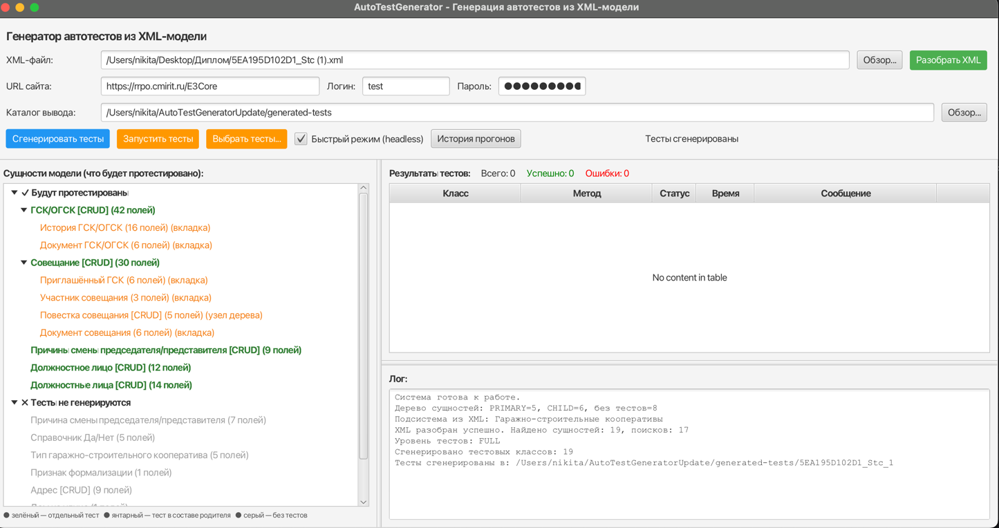 AutoTestGenerator - Генерация автотестов из XML-модели
Генератор автотестов из XML-модели
XML-файл: /Users/nikita/Desktop/Диплом/5EA195D102D1_Stc (1).xml Обзор... Разобрать XML
URL сайта: https://rrpo.cmirit.ru/E3Core Логин: test Пароль: ●●●●●●●●●
Каталог вывода: /Users/nikita/AutoTestGeneratorUpdate/generated-tests Обзор...
Сгенерировать тесты Запустить тесты Выбрать тесты... Быстрый режим (headless) История прогонов Тесты сгенерированы
Сущности модели (что будет протестировано):
✓ Будут протестированы
ГСК/ОГСК [CRUD] (42 полей)
История ГСК/ОГСК (16 полей) (вкладка)
Документ ГСК/ОГСК (6 полей) (вкладка)
Совещание [CRUD] (30 полей)
Приглашённый ГСК (6 полей) (вкладка)
Участник совещания (3 полей) (вкладка)
Повестка совещания [CRUD] (5 полей) (узел дерева)
Документ совещания (6 полей) (вкладка)
Причины смены председателя/представителя [CRUD] (9 полей)
Должностное лицо [CRUD] (12 полей)
Должностные лица [CRUD] (14 полей)
✕ Тесты не генерируются
Причина смены председателя/представителя (7 полей)
Справочник Да/Нет (5 полей)
Тип гаражно-строительного кооператива (5 полей)
Признак формализации (1 полей)
Адрес [CRUD] (9 полей)
● зелёный — отдельный тест ● янтарный — тест в составе родителя ● серый — без тестов
Результаты тестов: Всего: 0 Успешно: 0 Ошибки: 0
Класс Метод Статус Время Сообщение
No content in table
Лог:
Система готова к работе.
Дерево сущностей: PRIMARY=5, CHILD=6, без тестов=8
Подсистема из XML: Гаражно-строительные кооперативы
XML разобран успешно. Найдено сущностей: 19, поисков: 17
Уровень тестов: FULL
Сгенерировано тестовых классов: 19
Тесты сгенерированы в: /Users/nikita/AutoTestGeneratorUpdate/generated-tests/5EA195D102D1_Stc_1